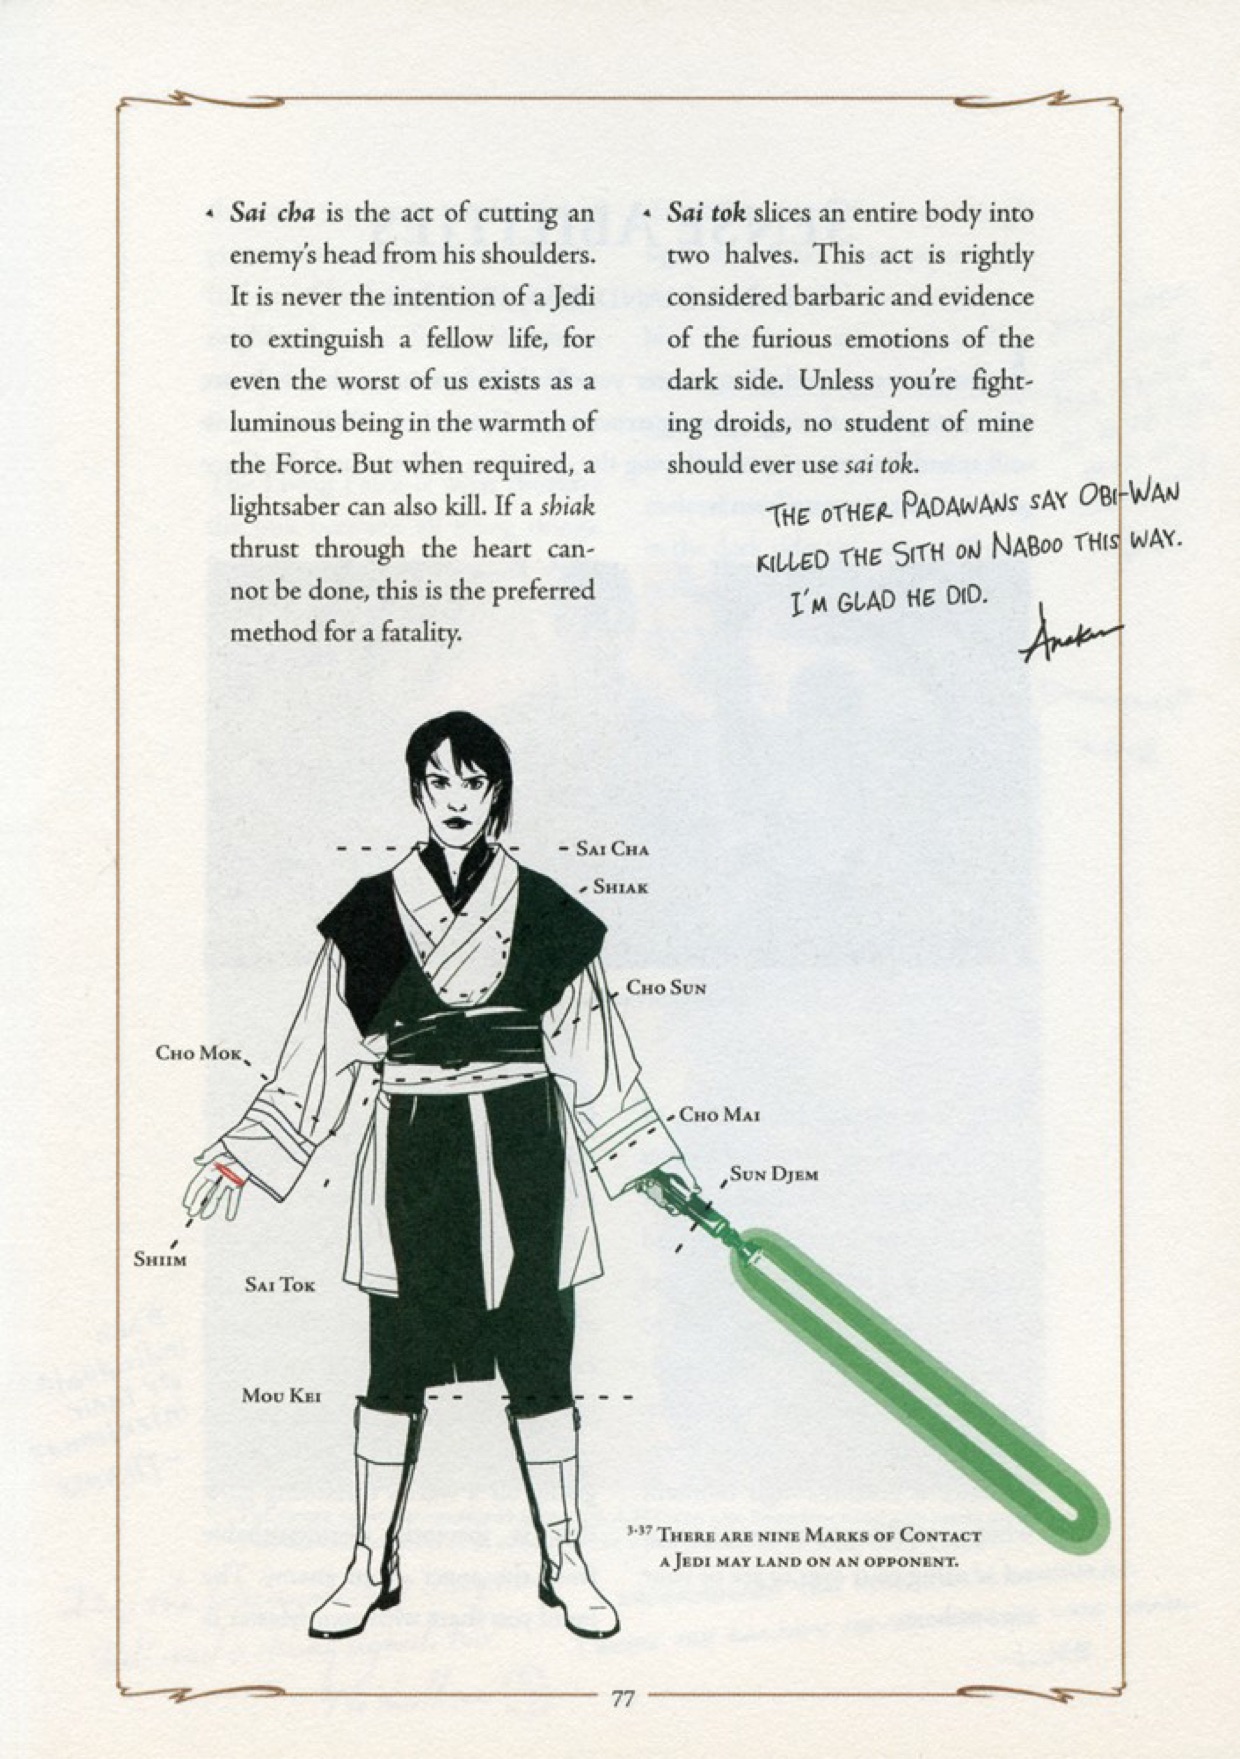 Sai cha is the act of cutting an
enemy's head from his shoulders.
It is never the intention of a Jedi
to extinguish a fellow life, for
even the worst of us exists as a
luminous being in the warmth of
the Force. But when required, a
lightsaber can also kill. If a shiak
thrust through the heart can-
not be done, this is the preferred
method for a fatality.
Sai tok slices an entire body into
two halves. This act is rightly
considered barbaric and evidence
of the furious emotions of the
dark side. Unless you're fight-
ing droids, no student of mine
should ever use sai tok.
THE OTHER PADAWANS SAY OBI-WAN
KILLED THE SITH ON NABOO THIS WAY.
I'M GLAD HE DID.
Anakin
SAI CHA
SHIAK
CHO SUN
CHO MOK
CHO MAI
SUN DJEM
SHIIM
SAI TOK
MOU KEI
3-37 THERE ARE NINE MARKS OF CONTACT
A JEDI MAY LAND ON AN OPPONENT.
77